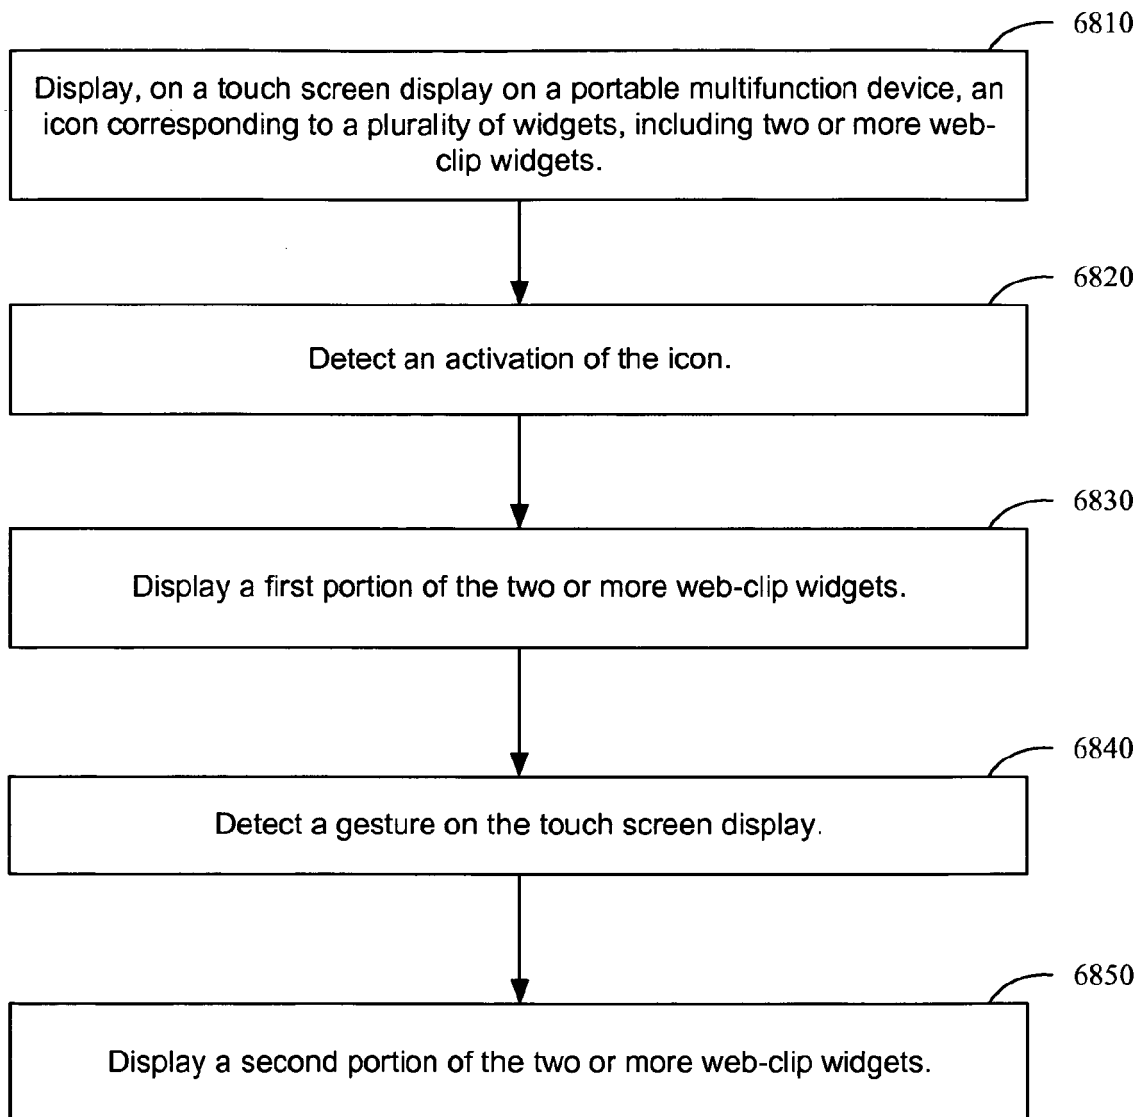 6810
Display, on a touch screen display on a portable multifunction device, an
icon corresponding to a plurality of widgets, including two or more web-
clip widgets.
6820
Detect an activation of the icon.
6830
Display a first portion of the two or more web-clip widgets.
6840
Detect a gesture on the touch screen display.
6850
Display a second portion of the two or more web-clip widgets.